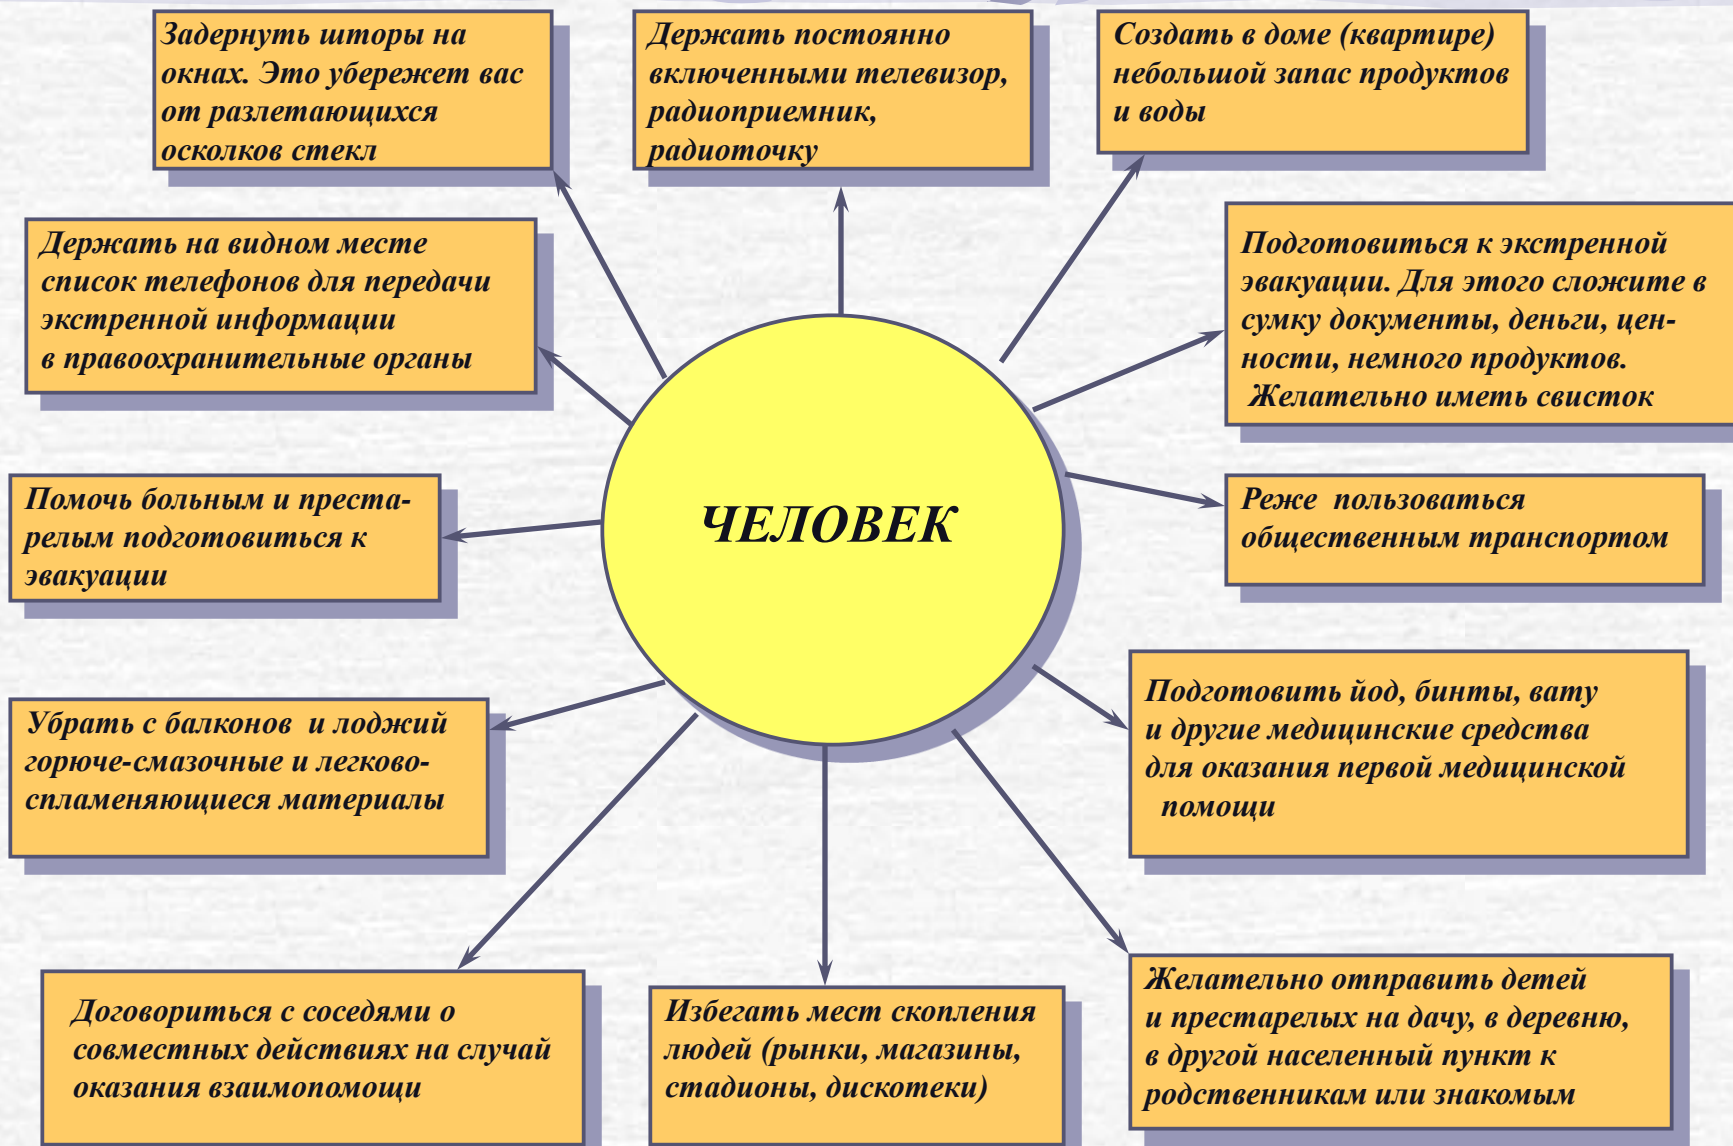 Задернуть шторы на
окнах. Это убережет вас
от разлетающихся
осколков стекл
Держать постоянно
включенными телевизор,
радиоприемник,
радиоточку
Создать в доме (квартире)
небольшой запас продуктов
и воды
Держать на видном месте
список телефонов для передачи
экстренной информации
в правоохранительные органы
Подготовиться к экстренной
эвакуации. Для этого сложите в
сумку документы, деньги, цен-
ности, немного продуктов.
Желательно иметь свисток
Помочь больным и преста-
релым подготовиться к
эвакуации
ЧЕЛОВЕК
Реже пользоваться
общественным транспортом
Убрать с балконов и лоджий
горюче-смазочные и легково-
спламеняющиеся материалы
Подготовить йод, бинты, вату
и другие медицинские средства
для оказания первой медицинской
помощи
Договориться с соседями о
совместных действиях на случай
оказания взаимопомощи
Избегать мест скопления
людей (рынки, магазины,
стадионы, дискотеки)
Желательно отправить детей
и престарелых на дачу, в деревню,
в другой населенный пункт к
родственникам или знакомым